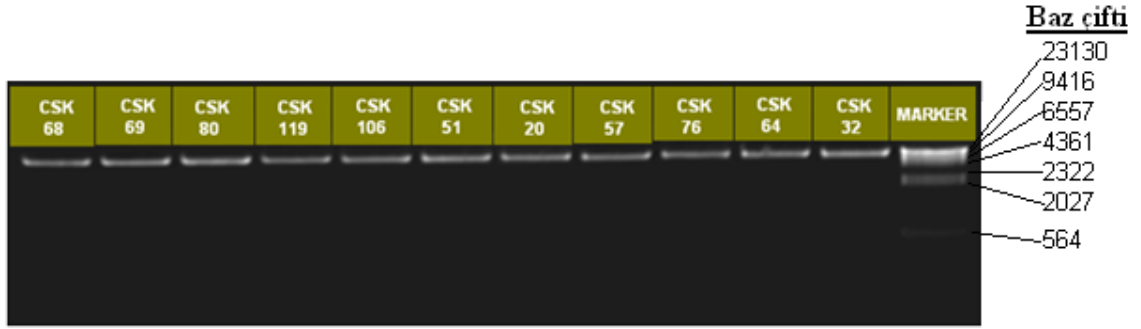 Baz çifti
23130
9416
6557
4361
2322
2027
564
CSK 68
CSK 69
CSK 80
CSK 119
CSK 106
CSK 51
CSK 20
CSK 57
CSK 76
CSK 64
CSK 32
MARKER